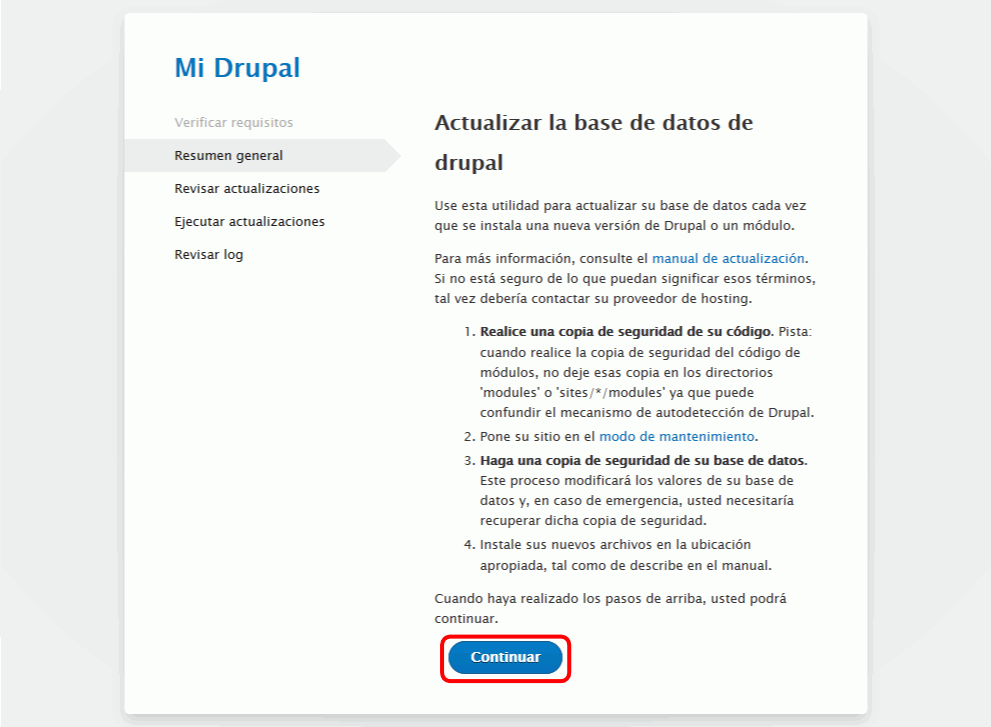 Mi Drupal
Verificar requisitos
Resumen general
Revisar actualizaciones
Ejecutar actualizaciones
Revisar log
Actualizar la base de datos de
drupal
Use esta utilidad para actualizar su base de datos cada vez
que se instala una nueva versión de Drupal o un módulo.
Para más información, consulte el manual de actualización.
Si no está seguro de lo que puedan significar esos términos,
tal vez debería contactar su proveedor de hosting.
1. Realice una copia de seguridad de su código. Pista:
cuando realice la copia de seguridad del código de
módulos, no deje esas copia en los directorios
'modules' o 'sites/*/modules' ya que puede
confundir el mecanismo de autodetección de Drupal.
2. Pone su sitio en el modo de mantenimiento.
3. Haga una copia de seguridad de su base de datos.
Este proceso modificará los valores de su base de
datos y, en caso de emergencia, usted necesitaría
recuperar dicha copia de seguridad.
4. Instale sus nuevos archivos en la ubicación
apropiada, tal como de describe en el manual.
Cuando haya realizado los pasos de arriba, usted podrá
continuar.
Continuar